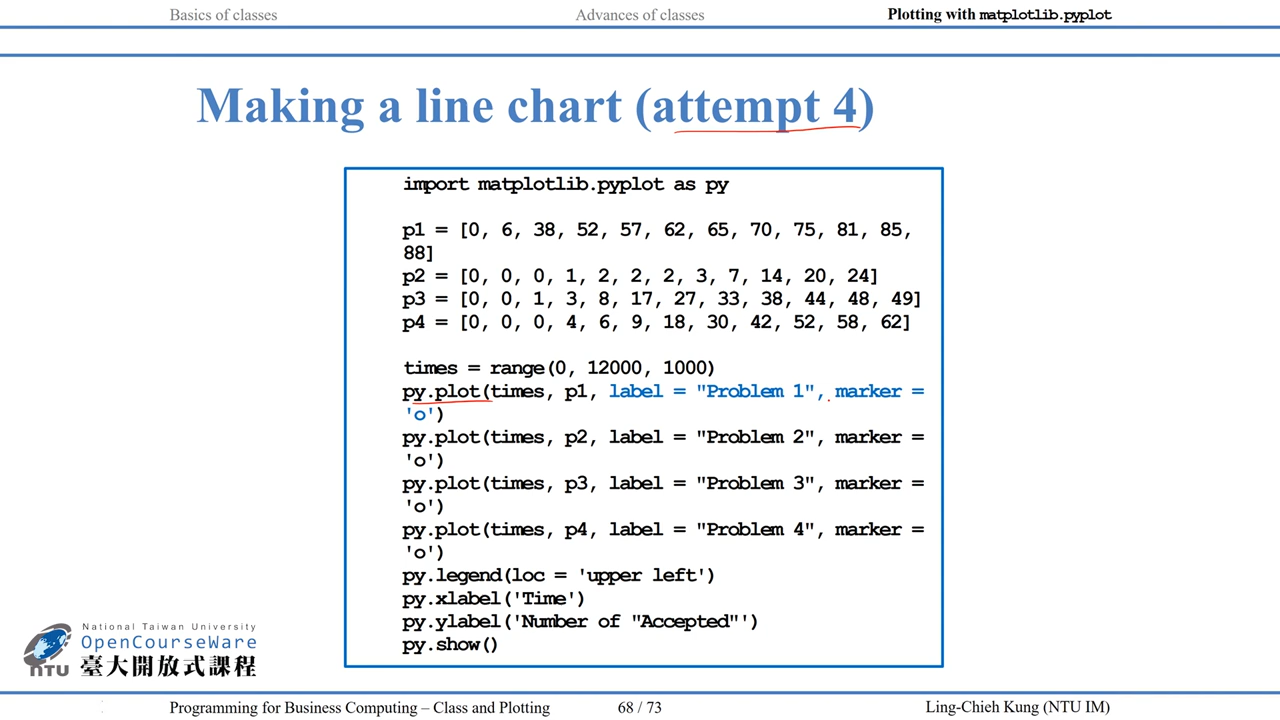 Basics of classes Advances of classes Plotting with matplotlib.pyplot
Making a line chart (attempt 4)
import matplotlib.pyplot as py
p1 = [0, 6, 38, 52, 57, 62, 65, 70, 75, 81, 85,
88]
p2 = [0, 0, 0, 1, 2, 2, 2, 3, 7, 14, 20, 24]
p3 = [0, 0, 1, 3, 8, 17, 27, 33, 38, 44, 48, 49]
p4 = [0, 0, 0, 4, 6, 9, 18, 30, 42, 52, 58, 62]
times = range(0, 12000, 1000)
py.plot(times, p1, label = "Problem 1", marker =
'o')
py.plot(times, p2, label = "Problem 2", marker =
'o')
py.plot(times, p3, label = "Problem 3", marker =
'o')
py.plot(times, p4, label = "Problem 4", marker =
'o')
py.legend(loc = 'upper left')
py.xlabel('Time')
py.ylabel('Number of "Accepted"')
py.show()
National Taiwan University
OpenCourseWare
NTU 臺大開放式課程
Programming for Business Computing – Class and Plotting 68 / 73 Ling-Chieh Kung (NTU IM)